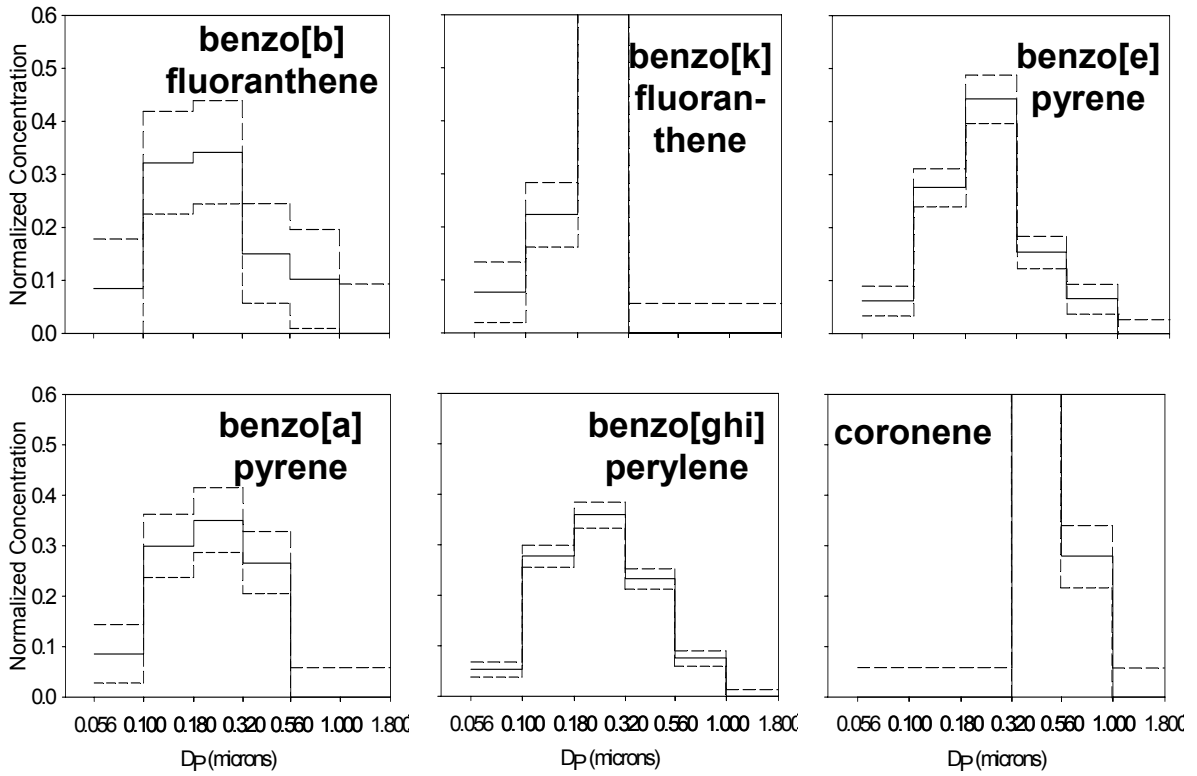 benzo[b]
fluoranthene
Normalized Concentration
0.6
0.5
0.4
0.3
0.2
0.1
0.0
benzo[k]
fluoran-
thene
benzo[e]
pyrene
benzo[a]
pyrene
Normalized Concentration
0.6
0.5
0.4
0.3
0.2
0.1
0.0
0.056 0.100 0.180 0.320 0.560 1.000 1.800
DP (microns)
benzo[ghi]
perylene
0.056 0.100 0.180 0.320 0.560 1.000 1.800
DP (microns)
coronene
0.056 0.100 0.180 0.320 0.560 1.000 1.800
DP (microns)